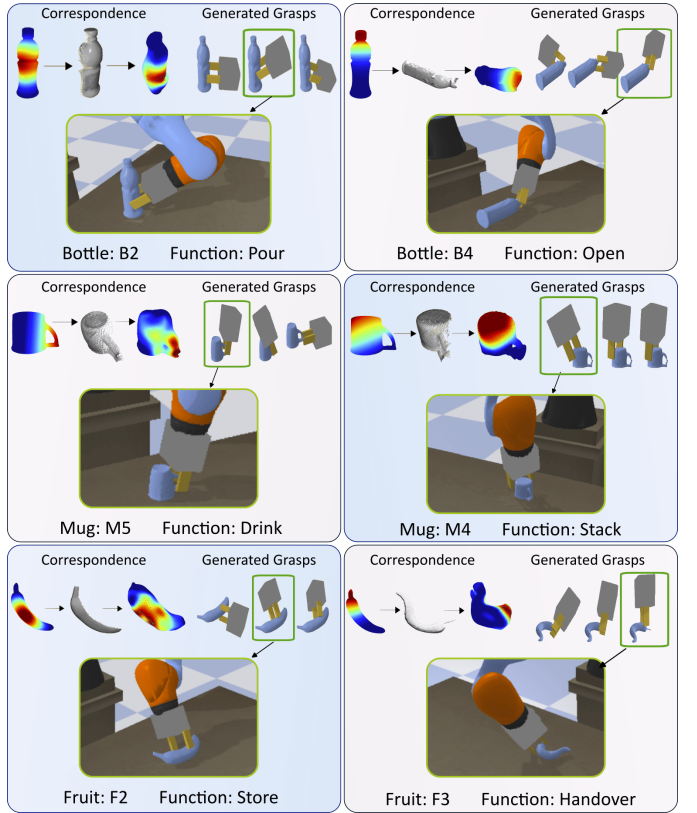 Correspondence Generated Grasps
Bottle: B2 Function: Pour
Correspondence Generated Grasps
Bottle: B4 Function: Open
Correspondence Generated Grasps
Mug: M5 Function: Drink
Correspondence Generated Grasps
Mug: M4 Function: Stack
Correspondence Generated Grasps
Fruit: F2 Function: Store
Correspondence Generated Grasps
Fruit: F3 Function: Handover